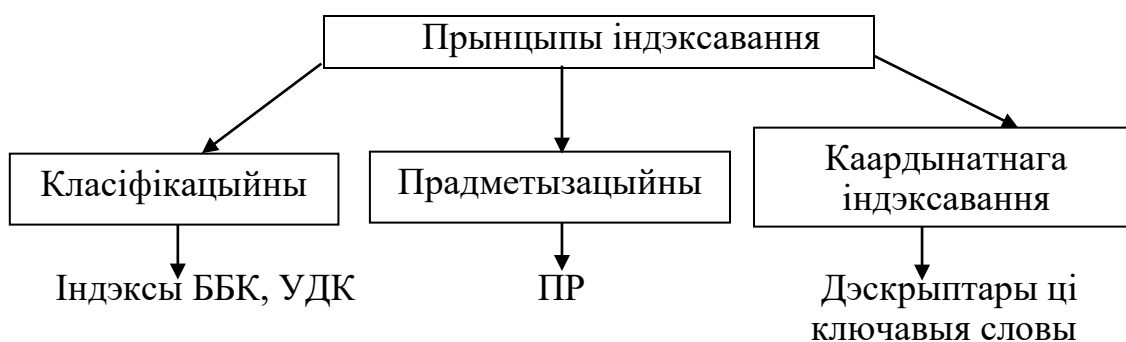 Прынцыпы індэксавання
Класіфікацыйны
Прадметызацыйны
Каардынатнага
індэксавання
Індэксы ББК, УДК
ПР
Дэскрыптары ці
ключавыя словы